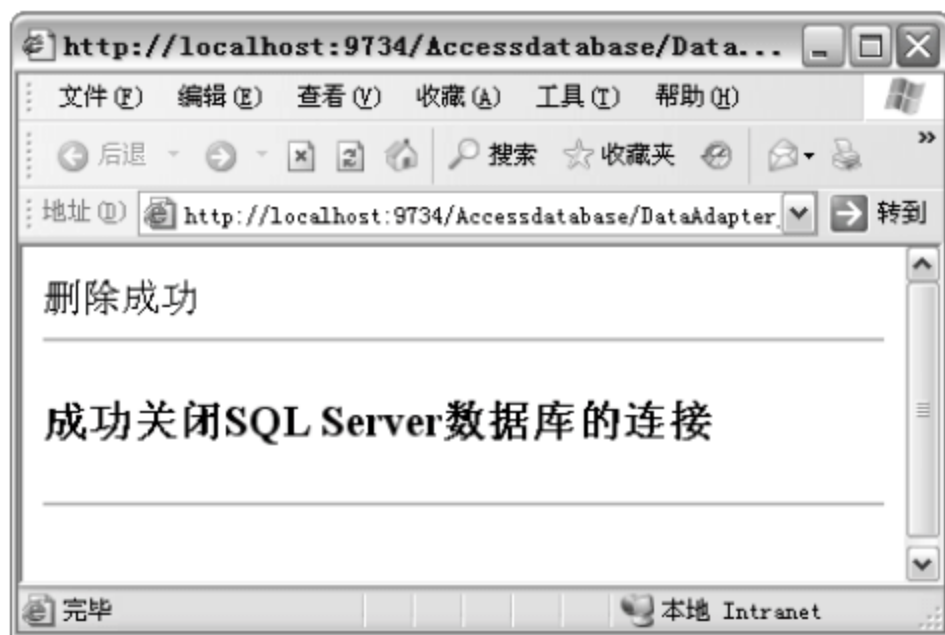 http://localhost:9734/Accessdatabase/Data...
文件(F) 编辑(E) 查看(V) 收藏(A) 工具(T) 帮助(H)
后退 搜索 收藏夹 »
地址(D) http://localhost:9734/Accessdatabase/DataAdapter_ 转到
删除成功
成功关闭SQL Server数据库的连接
完毕 本地 Intranet